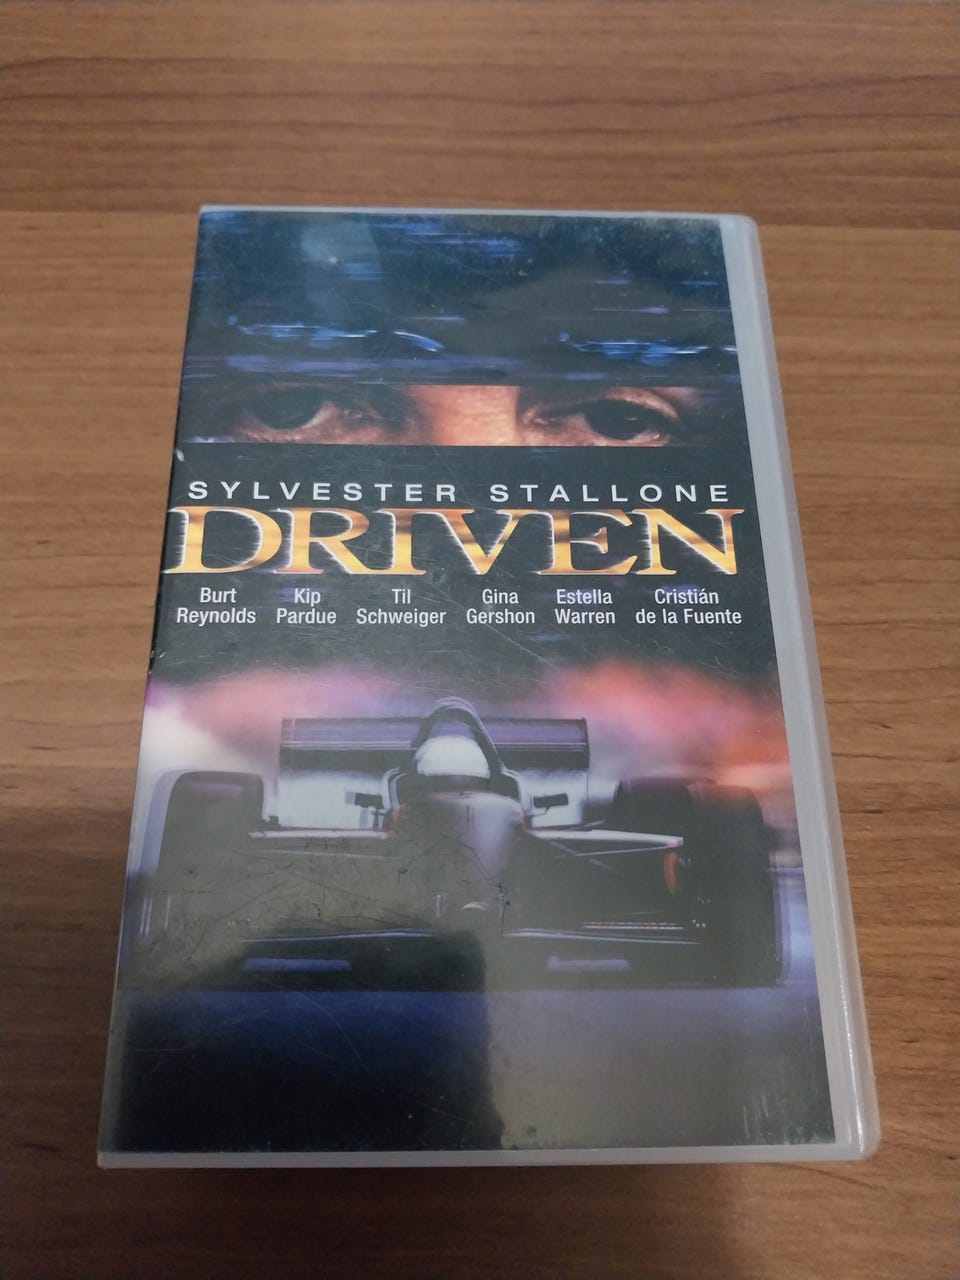 SYLVESTER STALLONE
DRIVEN
Burt Kip Til Gina Estella Cristián
Reynolds Pardue Schweiger Gershon Warren de la Fuente